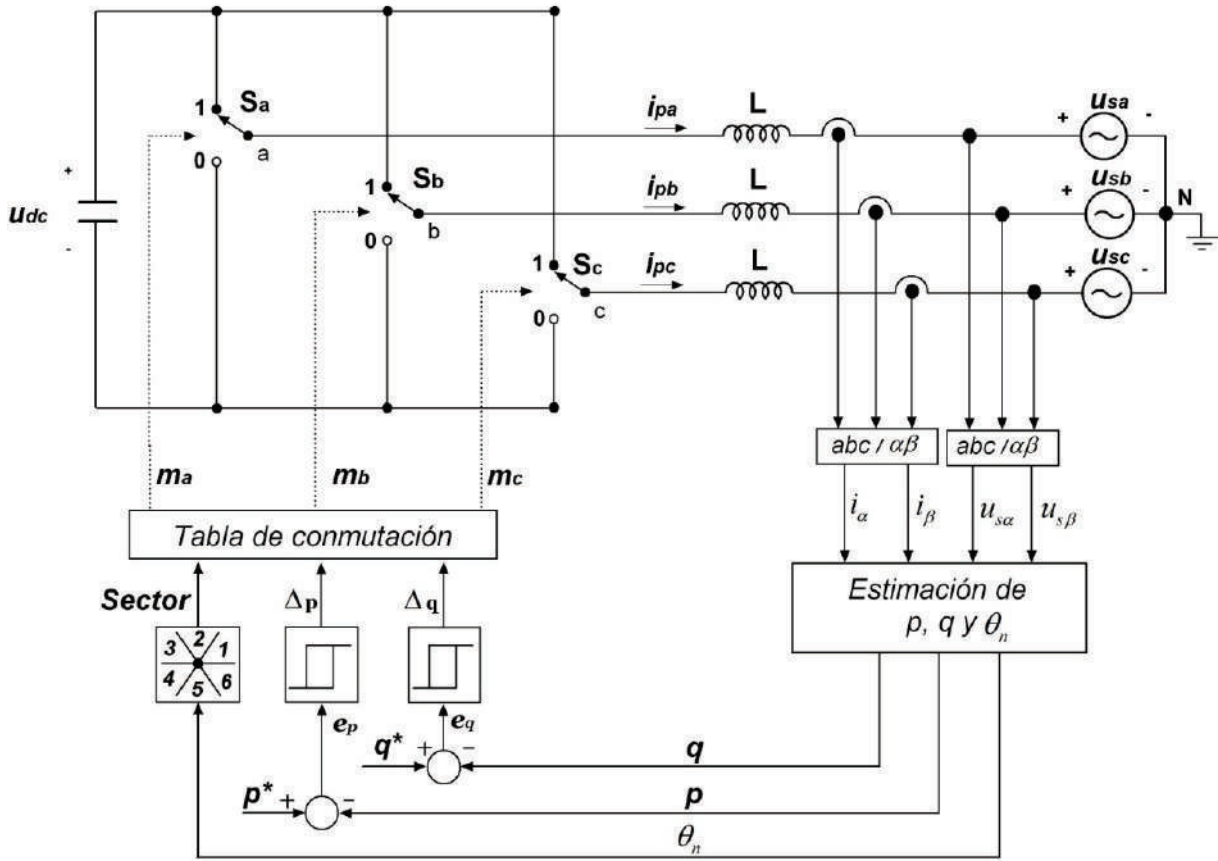 1 Sa
a
0
ipa L
+ usa -
+
udc
-
1 Sb
b
0
ipb L
+ usb -
N
1 Sc
c
0
ipc L
+ usc -
ma mb mc
abc / αβ abc / αβ
iα iβ usα usβ
Tabla de conmutación
Estimación de
p, q y θn
Sector Δp Δq
3 2 1
4 5 6
ep eq
q* + - q
p* + - p
θn